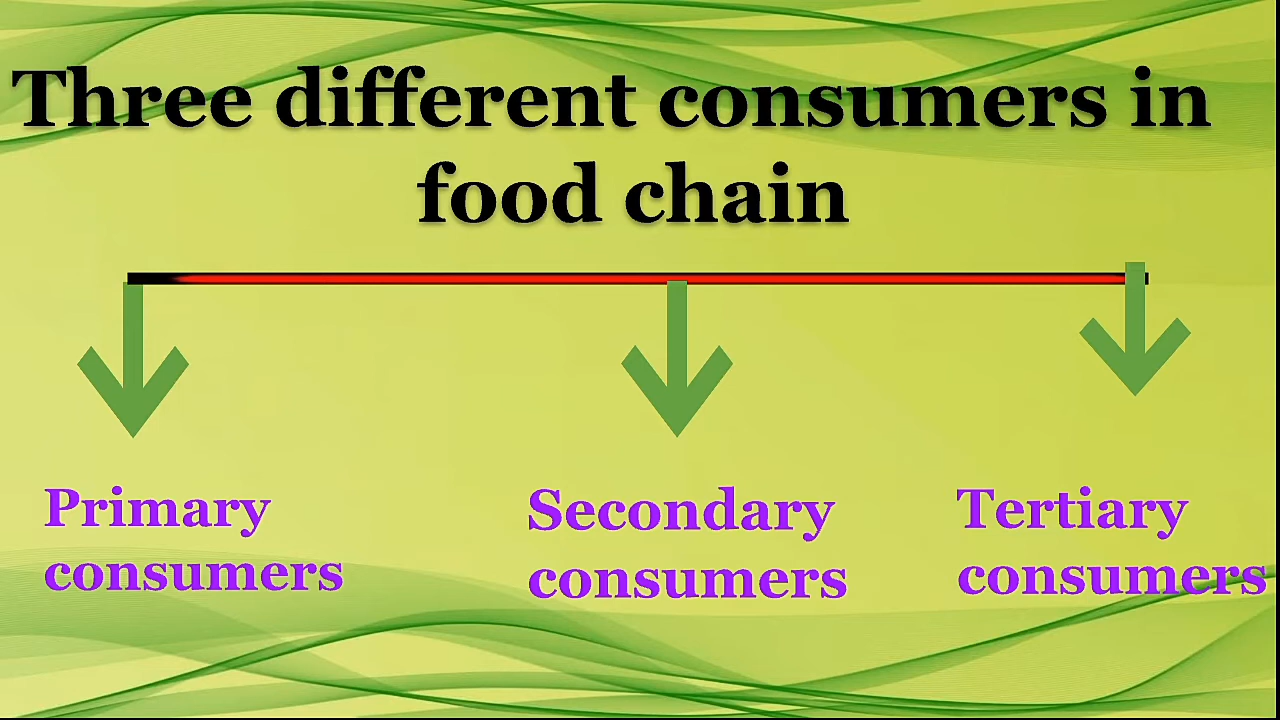 Three different consumers in
food chain
Primary
consumers
Secondary
consumers
Tertiary
consumers